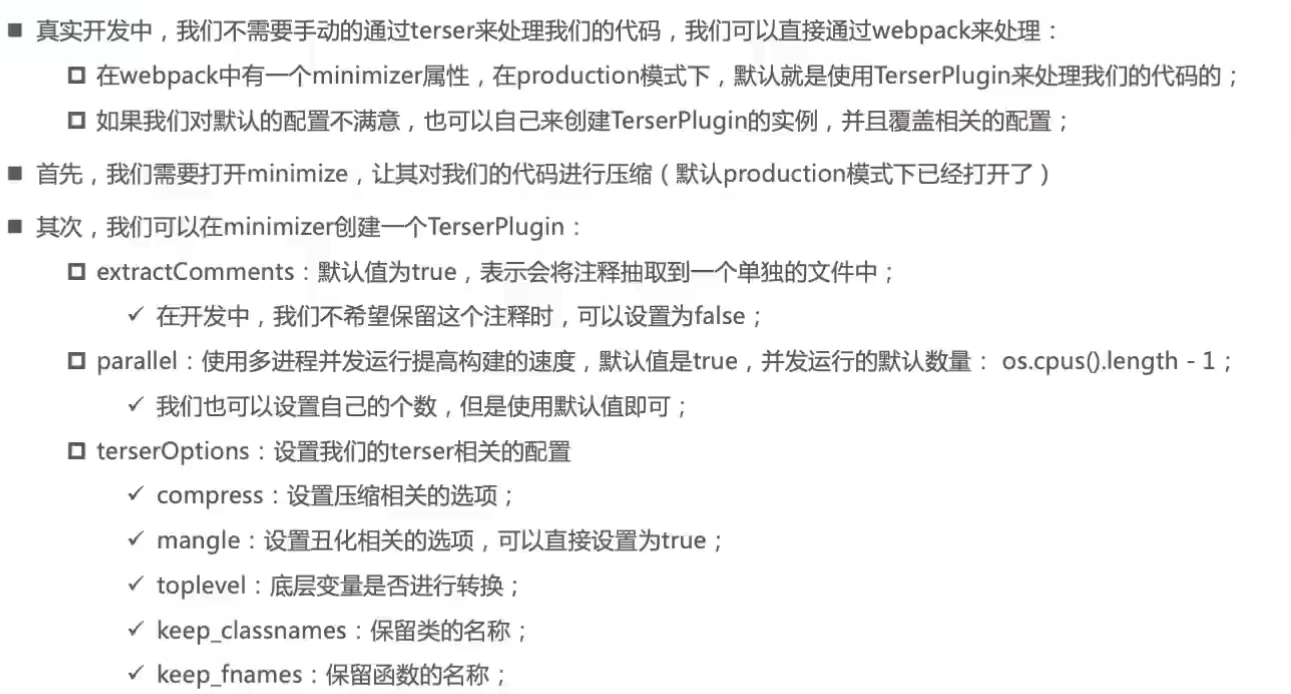 真实开发中，我们不需要手动的通过terser来处理我们的代码，我们可以直接通过webpack来处理：
在webpack中有一个minimizer属性，在production模式下，默认就是使用TerserPlugin来处理我们的代码的；
如果我们对默认的配置不满意，也可以自己来创建TerserPlugin的实例，并且覆盖相关的配置；
首先，我们需要打开minimize，让其对我们的代码进行压缩（默认production模式下已经打开了）
其次，我们可以在minimizer创建一个TerserPlugin：
extractComments：默认值为true，表示会将注释抽取到一个单独的文件中；
✓ 在开发中，我们不希望保留这个注释时，可以设置为false；
parallel：使用多进程并发运行提高构建的速度，默认值是true，并发运行的默认数量： os.cpus().length - 1；
✓ 我们也可以设置自己的个数，但是使用默认值即可；
terserOptions：设置我们的terser相关的配置
✓ compress：设置压缩相关的选项；
✓ mangle：设置丑化相关的选项，可以直接设置为true；
✓ toplevel：底层变量是否进行转换；
✓ keep_classnames：保留类的名称；
✓ keep_fnames：保留函数的名称；